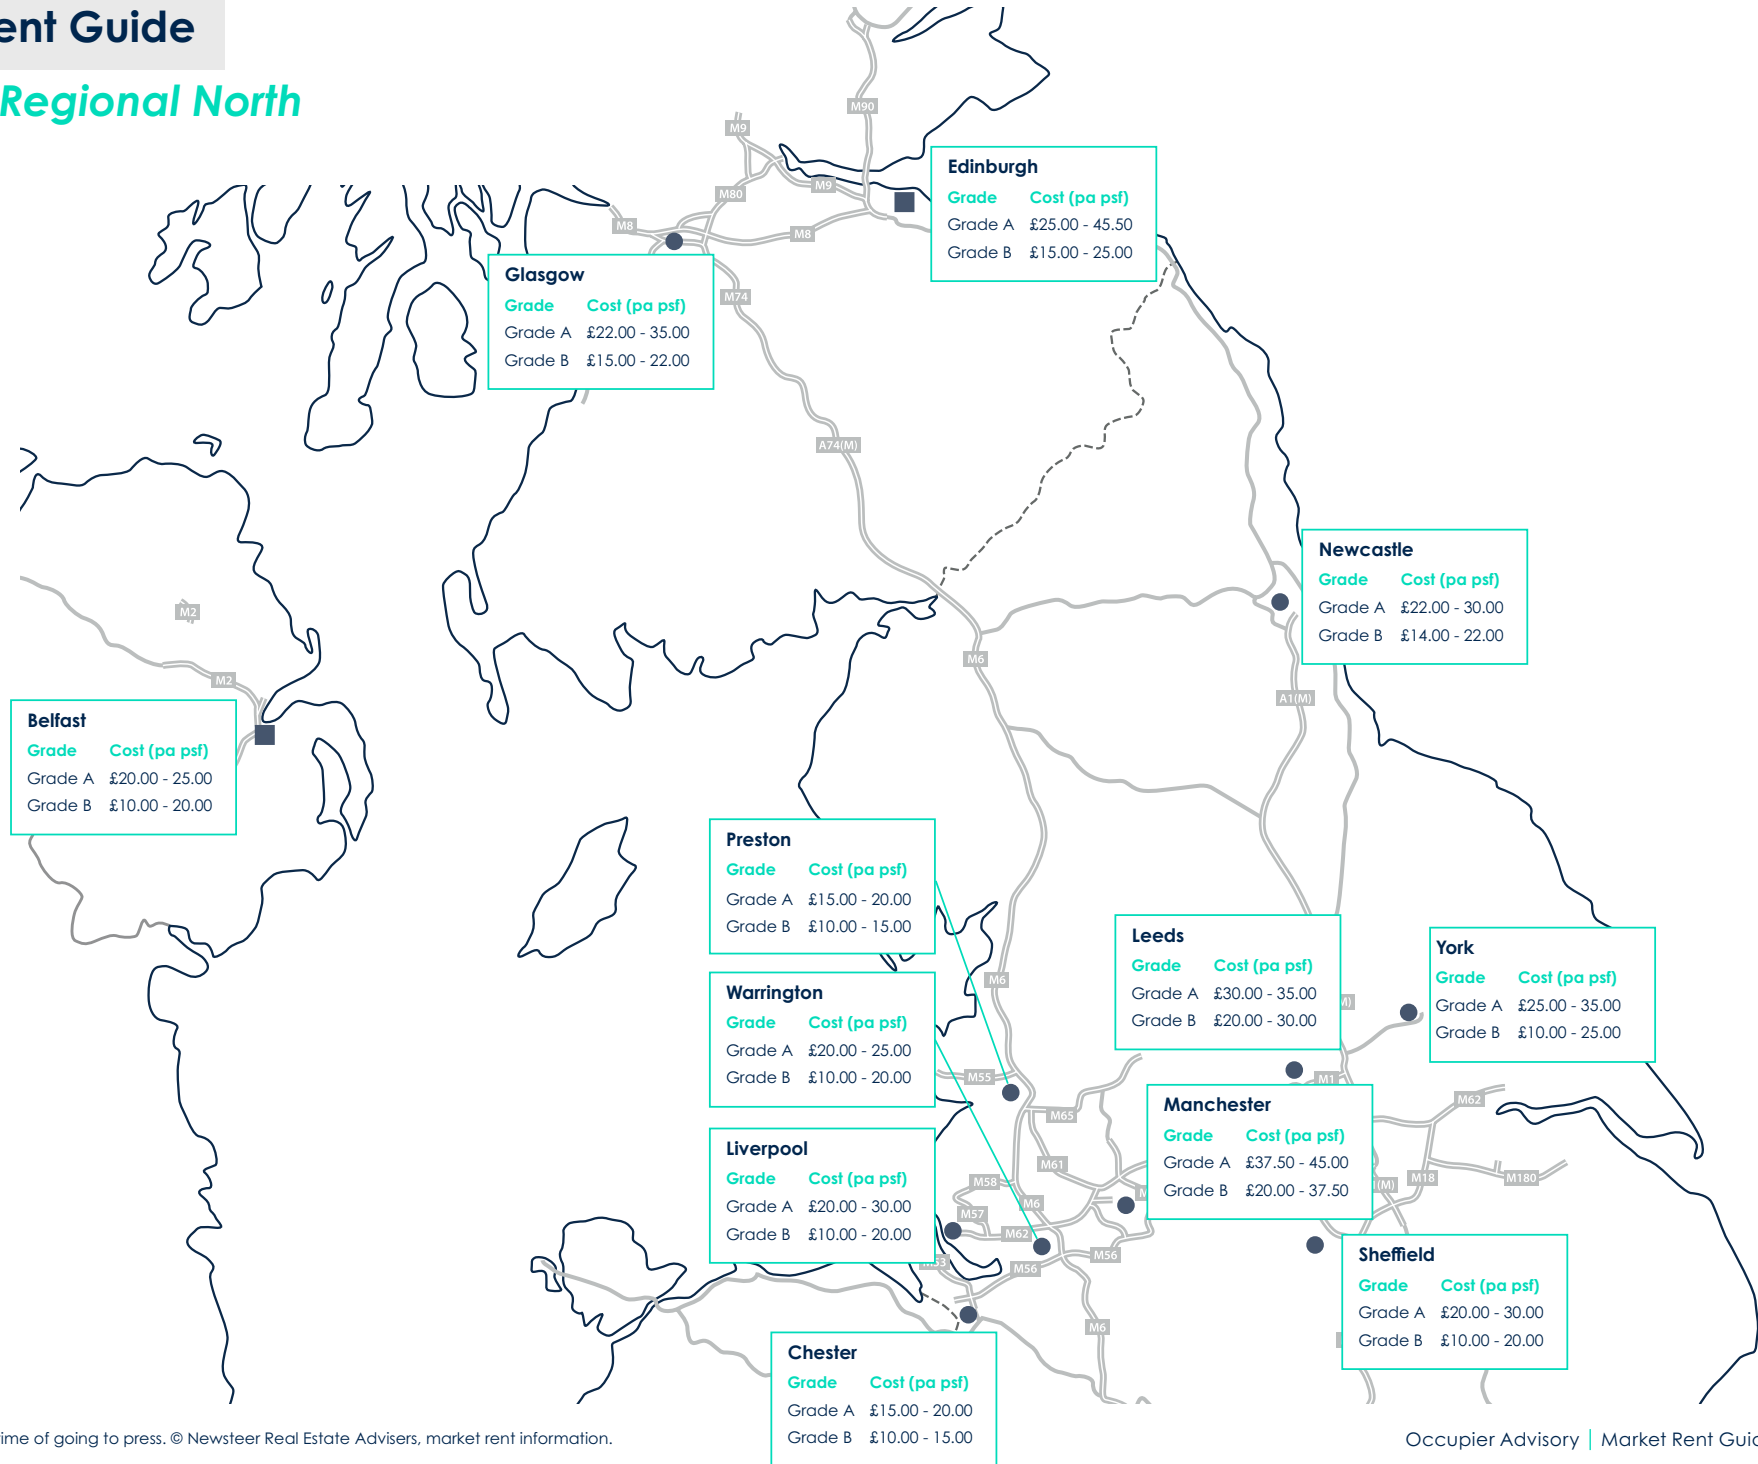 ent Guide
Regional North
M90
M9
M9
M80
M8
M8
Edinburgh
Grade Cost (pa psf)
Grade A £25.00 - 45.50
Grade B £15.00 - 25.00
Glasgow
Grade Cost (pa psf)
Grade A £22.00 - 35.00
Grade B £15.00 - 22.00
M74
A74(M)
Newcastle
Grade Cost (pa psf)
Grade A £22.00 - 30.00
Grade B £14.00 - 22.00
M2
M2
M6
A1(M)
Belfast
Grade Cost (pa psf)
Grade A £20.00 - 25.00
Grade B £10.00 - 20.00
Preston
Grade Cost (pa psf)
Grade A £15.00 - 20.00
Grade B £10.00 - 15.00
Leeds
Grade Cost (pa psf)
Grade A £30.00 - 35.00
Grade B £20.00 - 30.00
York
Grade Cost (pa psf)
Grade A £25.00 - 35.00
Grade B £10.00 - 25.00
M6
M)
Warrington
Grade Cost (pa psf)
Grade A £20.00 - 25.00
Grade B £10.00 - 20.00
M55
M1
M65
M62
Manchester
Grade Cost (pa psf)
Grade A £37.50 - 45.00
Grade B £20.00 - 37.50
Liverpool
Grade Cost (pa psf)
Grade A £20.00 - 30.00
Grade B £10.00 - 20.00
M61
M58
M6
M
M57
M62
(M)
M18
M180
M56
M56
Sheffield
Grade Cost (pa psf)
Grade A £20.00 - 30.00
Grade B £10.00 - 20.00
M6
Chester
Grade Cost (pa psf)
Grade A £15.00 - 20.00
Grade B £10.00 - 15.00
ime of going to press. © Newsteer Real Estate Advisers, market rent information.
Occupier Advisory | Market Rent Guid